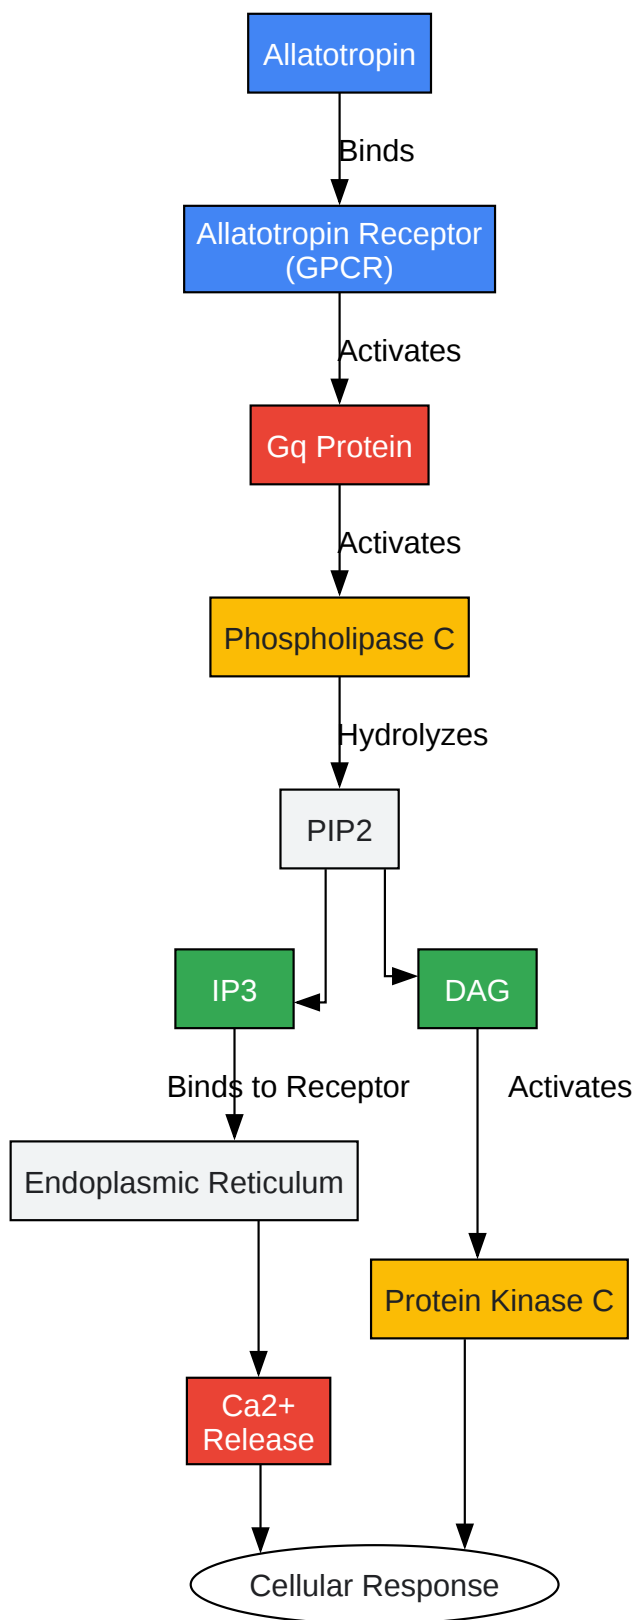 Allatotropin
Binds
Allatotropin Receptor
(GPCR)
Activates
Gq Protein
Activates
Phospholipase C
Hydrolyzes
PIP2
IP3
DAG
Binds to Receptor
Activates
Endoplasmic Reticulum
Protein Kinase C
Ca2+
Release
Cellular Response